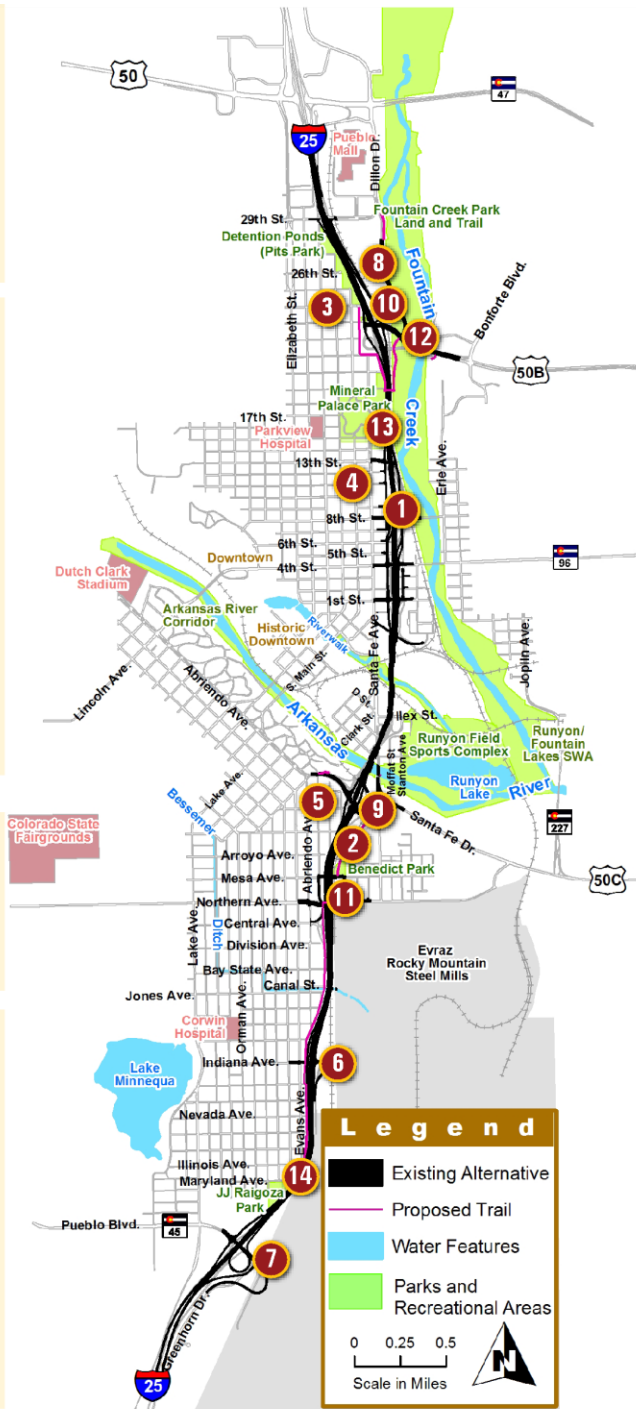 50
47
25
Pueblo
Mall
Dillon Dr.
29th St.
Fountain Creek Park
Land and Trail
Detention Ponds
(Pits Park)
8
26th St.
Fountain
Bonforte Blvd.
3
10
Elizabeth St.
12
50B
Mineral
Palace Park
Creek
17th St.
Parkview
Hospital
13
13th St.
Erie Ave.
4
1
8th St.
6th St.
5th St.
Downtown
4th St.
96
Dutch Clark
Stadium
Arkansas River
Corridor
1st St.
Historic
Downtown
Riverwalk
Santa Fe Ave.
Joplin Ave.
S. Main St.
Lincoln Ave.
Abriendo Ave.
D St.
Clark St.
Ilex St.
Arkansas
Runyon Field
Sports Complex
Runyon/
Fountain
Lakes SWA
Moffat St
Stanton Ave
Runyon
Lake
River
Lake Ave.
Bessemer
5
9
Santa Fe Dr.
227
Colorado State
Fairgrounds
2
Abriendo Av
Arroyo Ave.
Benedict Park
50C
Mesa Ave.
Northern Ave.
11
Central Ave.
Lake Ave.
Ditch
Division Ave.
Evraz
Rocky Mountain
Steel Mills
Bay State Ave.
Canal St.
Jones Ave.
Orman Ave.
Corwin
Hospital
Indiana Ave.
6
Lake
Minnequa
Nevada Ave.
Evans Ave.
Illinois Ave.
Maryland Ave.
14
JJ Raigoza
Park
Pueblo Blvd.
45
7
Greenhorn Dr.
25
Legend
Existing Alternative
Proposed Trail
Water Features
Parks and
Recreational Areas
0 0.25 0.5
Scale in Miles
N